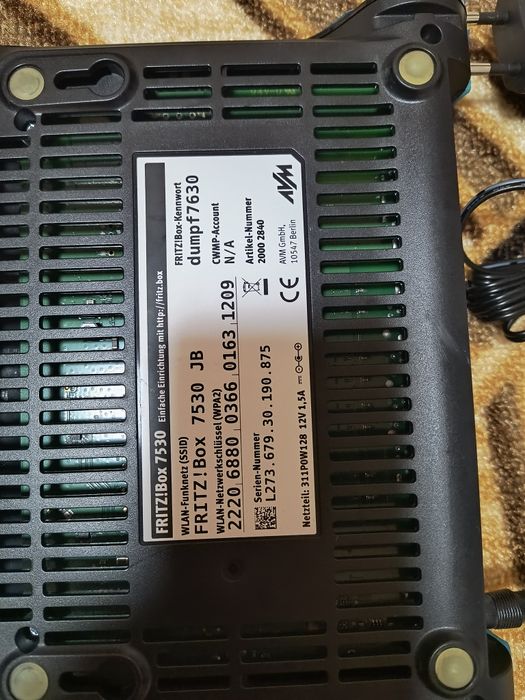 FRITZ!Box 7530 Einfache Einrichtung mit http://fritz.box
WLAN-Funknetz (SSID)
FRITZ!Box 7530 JB
WLAN-Netzwerkschlüssel (WPA2)
2220 6880 0366 0163 1209
Serien-Nummer
L273.679.30.190.875
Netzteil: 311P0W128 12V 1,5A
FRITZ!Box-Kennwort
dumpf7630
CWMP-Account
N/A
Artikel-Nummer
2000 2840
CE
AVM
AVM GmbH,
10547 Berlin